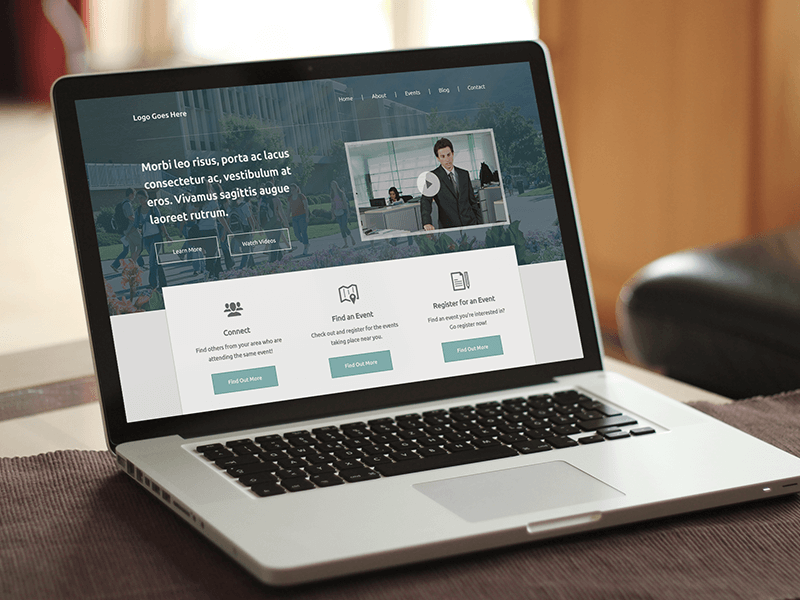 Logo Goes Here
Home | About | Events | Blog | Contact
Morbi leo risus, porta ac lacus
consectetur ac, vestibulum at
eros. Vivamus sagittis augue
laoreet rutrum.
Learn More
Watch Videos
Connect
Find others from your area who are
attending the same event!
Find Out More
Find an Event
Check out and register for the events
taking place near you.
Find Out More
Register for an Event
Find an event you're interested in?
Go register now!
Find Out More